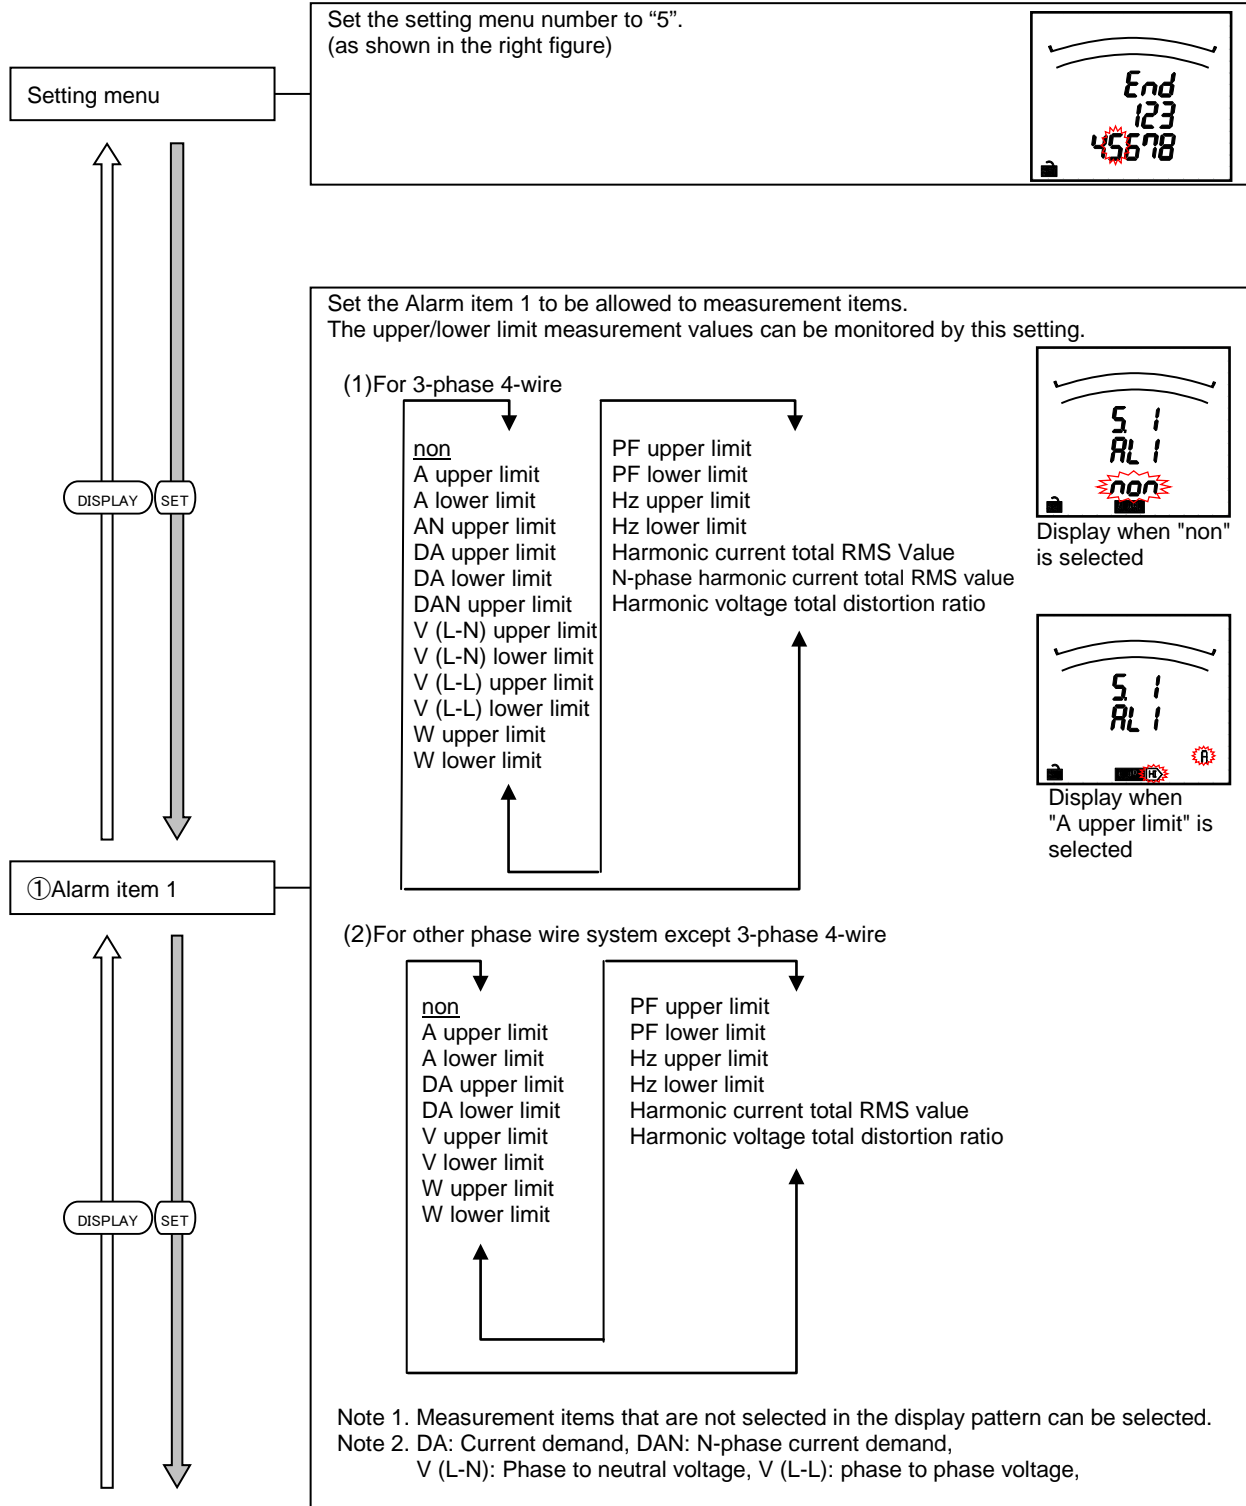 Set the setting menu number to “5”.
(as shown in the right figure)
Setting menu
End
123
45678
Set the Alarm item 1 to be allowed to measurement items.
The upper/lower limit measurement values can be monitored by this setting.
(1)For 3-phase 4-wire
non
A upper limit
A lower limit
AN upper limit
DA upper limit
DA lower limit
DAN upper limit
V (L-N) upper limit
V (L-N) lower limit
V (L-L) upper limit
V (L-L) lower limit
W upper limit
W lower limit
PF upper limit
PF lower limit
Hz upper limit
Hz lower limit
Harmonic current total RMS Value
N-phase harmonic current total RMS value
Harmonic voltage total distortion ratio
5. 1
AL 1
non
Display when "non"
is selected
5. 1
AL 1
A
HI
Display when
"A upper limit" is
selected
DISPLAY SET
①Alarm item 1
(2)For other phase wire system except 3-phase 4-wire
non
A upper limit
A lower limit
DA upper limit
DA lower limit
V upper limit
V lower limit
W upper limit
W lower limit
PF upper limit
PF lower limit
Hz upper limit
Hz lower limit
Harmonic current total RMS value
Harmonic voltage total distortion ratio
DISPLAY SET
Note 1. Measurement items that are not selected in the display pattern can be selected.
Note 2. DA: Current demand, DAN: N-phase current demand,
V (L-N): Phase to neutral voltage, V (L-L): phase to phase voltage,